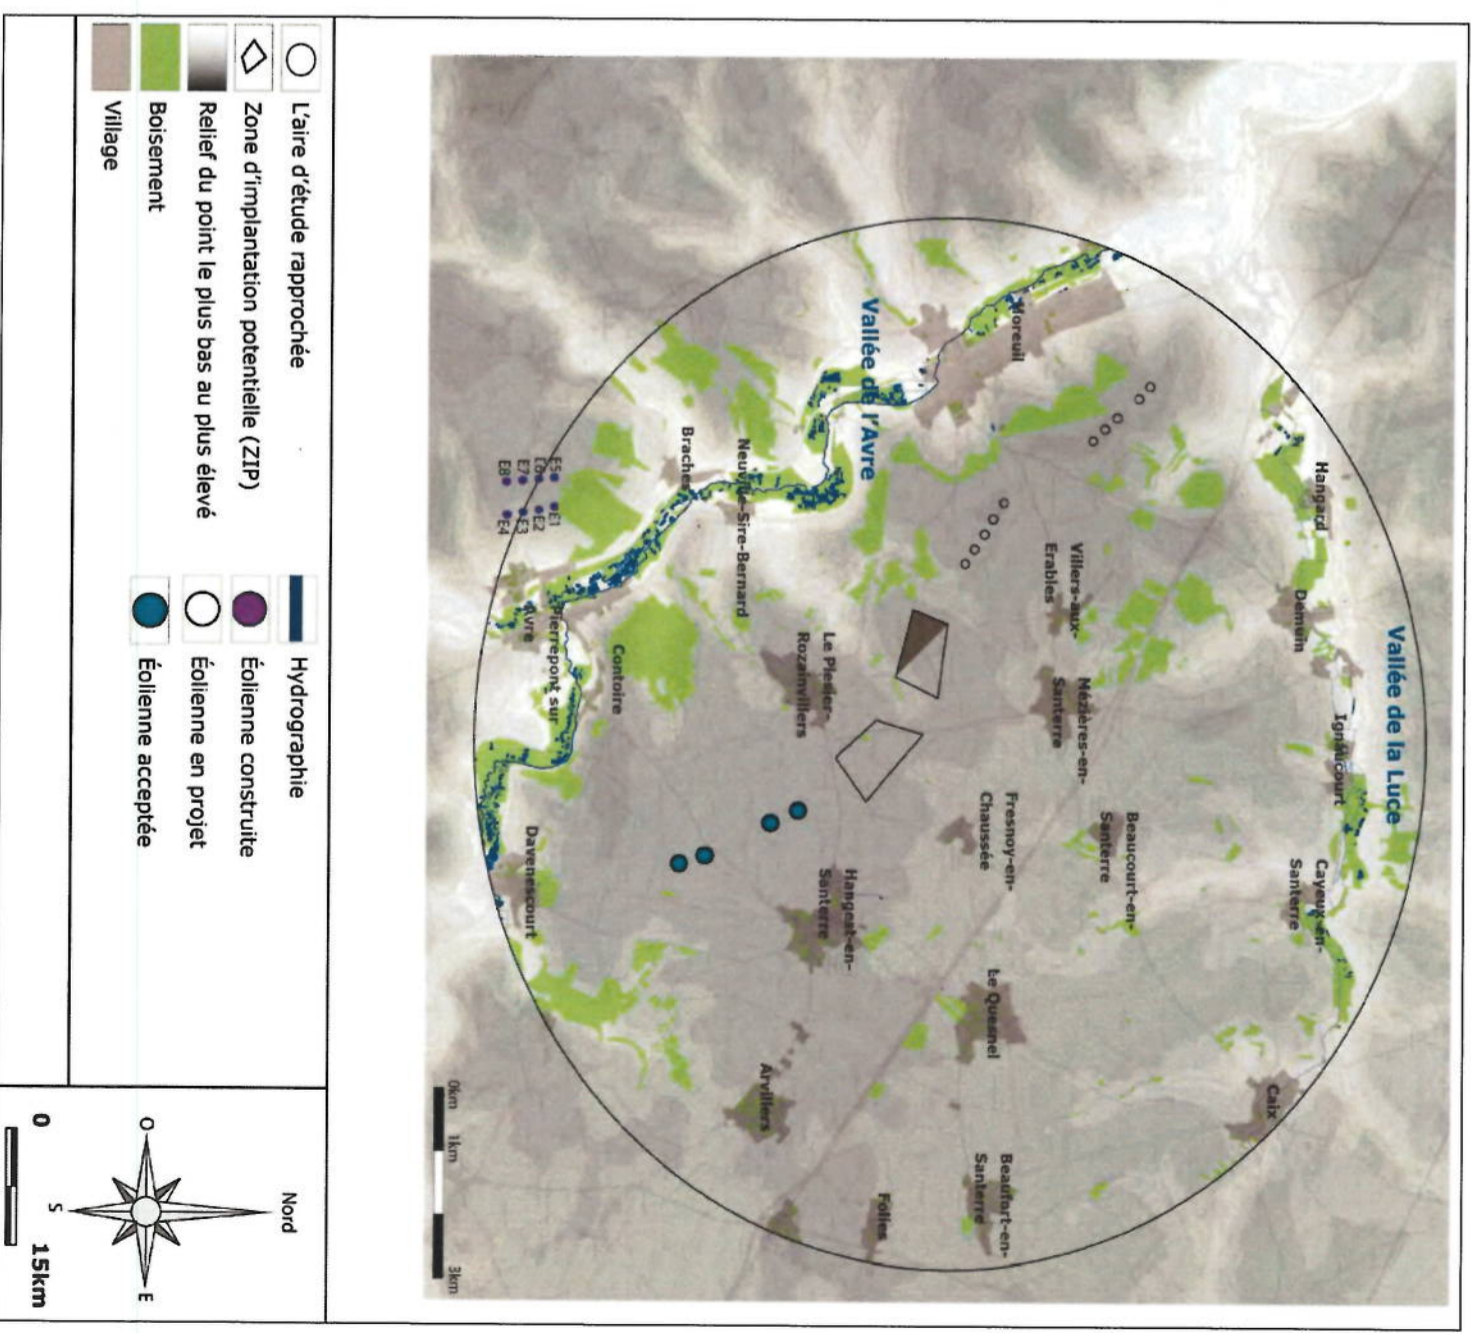 Vallée de la Luce
Hangard
Demuin
Ignaucourt
Cayeux-en-
Santerre
Caix
Moreuil
Villers-aux-
Erables
Mézières-en-
Santerre
Beaucourt-en-
Santerre
Fresnoy-en-
Chaussée
Le Quesnel
Beaufort-en-
Santerre
Folies
Vallée de l'Avre
Le Plessier-
Rozainvillers
Hangest-en-
Santerre
Arvillers
Neuville-Sire-Bernard
Braches
Contoire
Pierrepont sur
Avre
Davenescourt
E5
E1
E6
E2
E7
E3
E8
E4
0km
1km
3km
L'aire d'étude rapprochée
Zone d'implantation potentielle (ZIP)
Relief du point le plus bas au plus élevé
Boisement
Village
Hydrographie
Éolienne construite
Éolienne en projet
Éolienne acceptée
Nord
O
E
S
0
15km